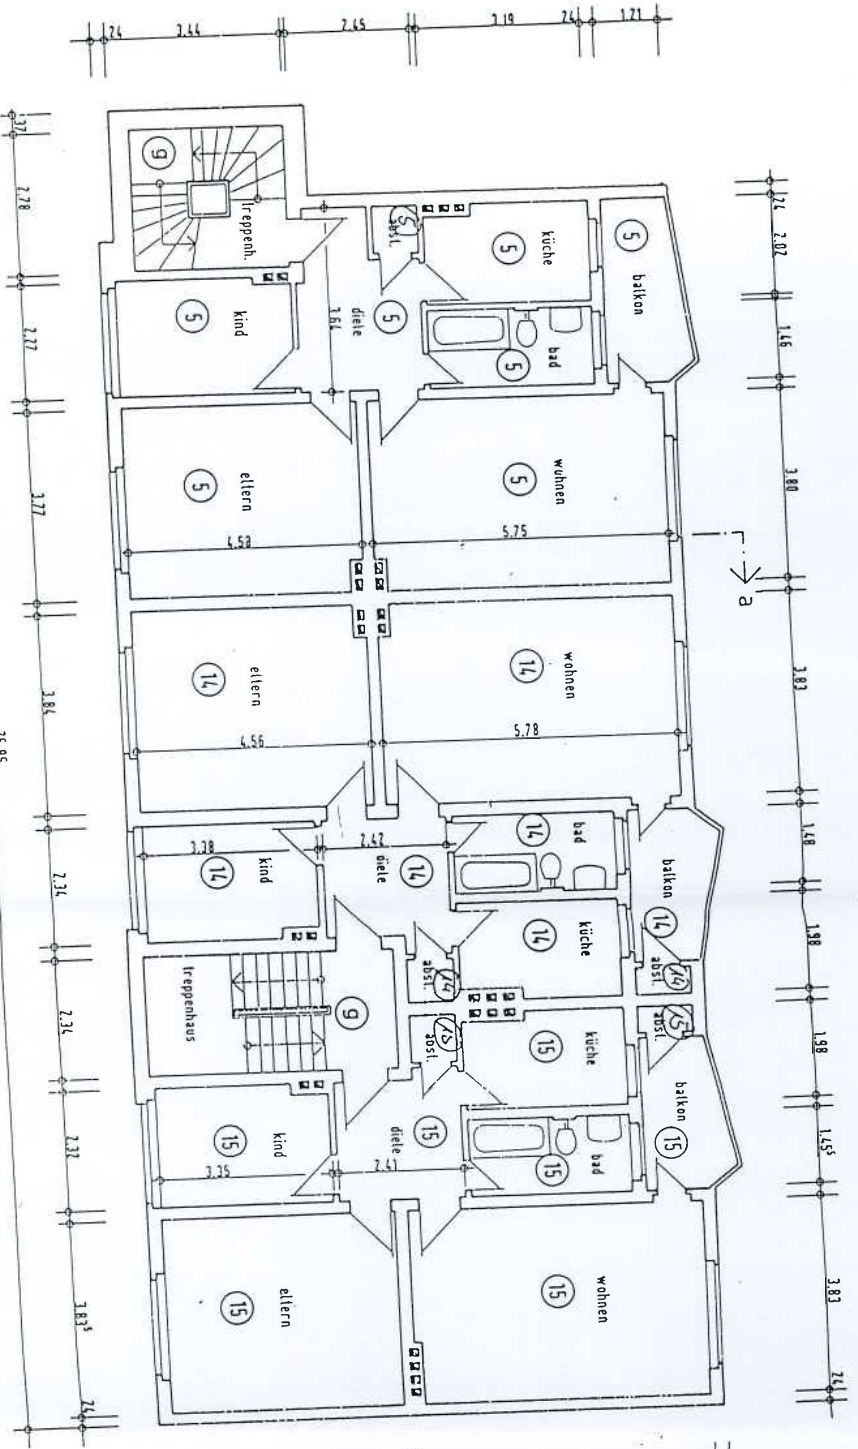 24 3.44 2.45 3.19 24 1.21
37 2.78 2.27 3.77 3.84 2.34 2.34 2.32 3.83⁵ 24
24 2.02 1.46 3.80 3.83 1.48 1.98 1.98 1.45⁵ 3.83 24
a
balkon
5
küche
5
bad
5
abst.
5
treppenh.
9
diele
5
3.64
kind
5
wohnen
5
5.75
eltern
5
4.58
wohnen
14
5.78
eltern
14
4.56
balkon
14
bad
14
küche
14
abst.
14
abst.
14
diele
14
2.42
kind
14
3.38
treppenhaus
9
abst.
15
abst.
15
balkon
15
küche
15
bad
15
diele
15
2.41
kind
15
3.35
wohnen
15
eltern
15